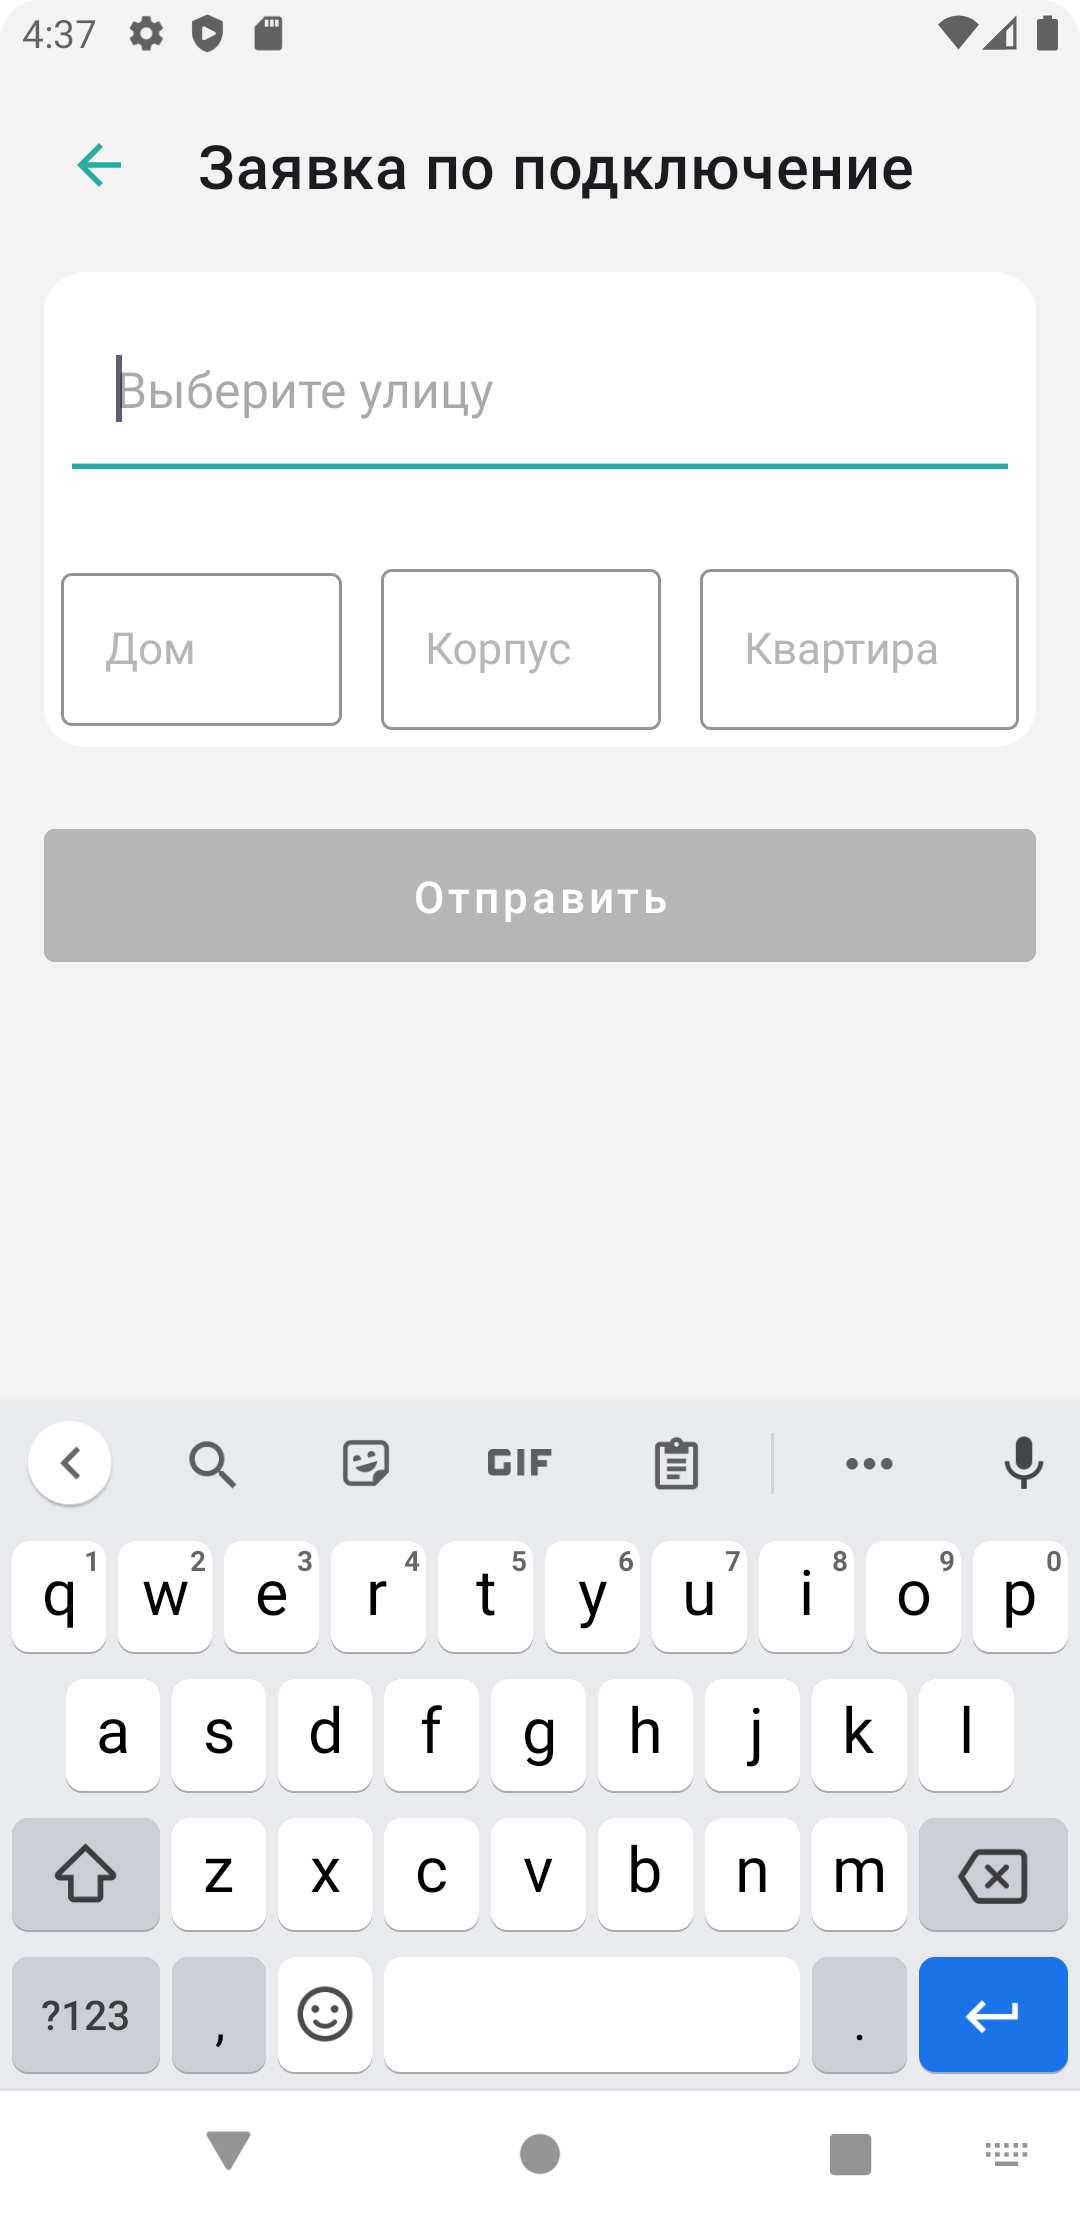 4:37
Заявка по подключение
Выберите улицу
Дом Корпус Квартира
Отправить
GIF
q 1 w 2 e 3 r 4 t 5 y 6 u 7 i 8 o 9 p 0
a s d f g h j k l
z x c v b n m
?123 , .